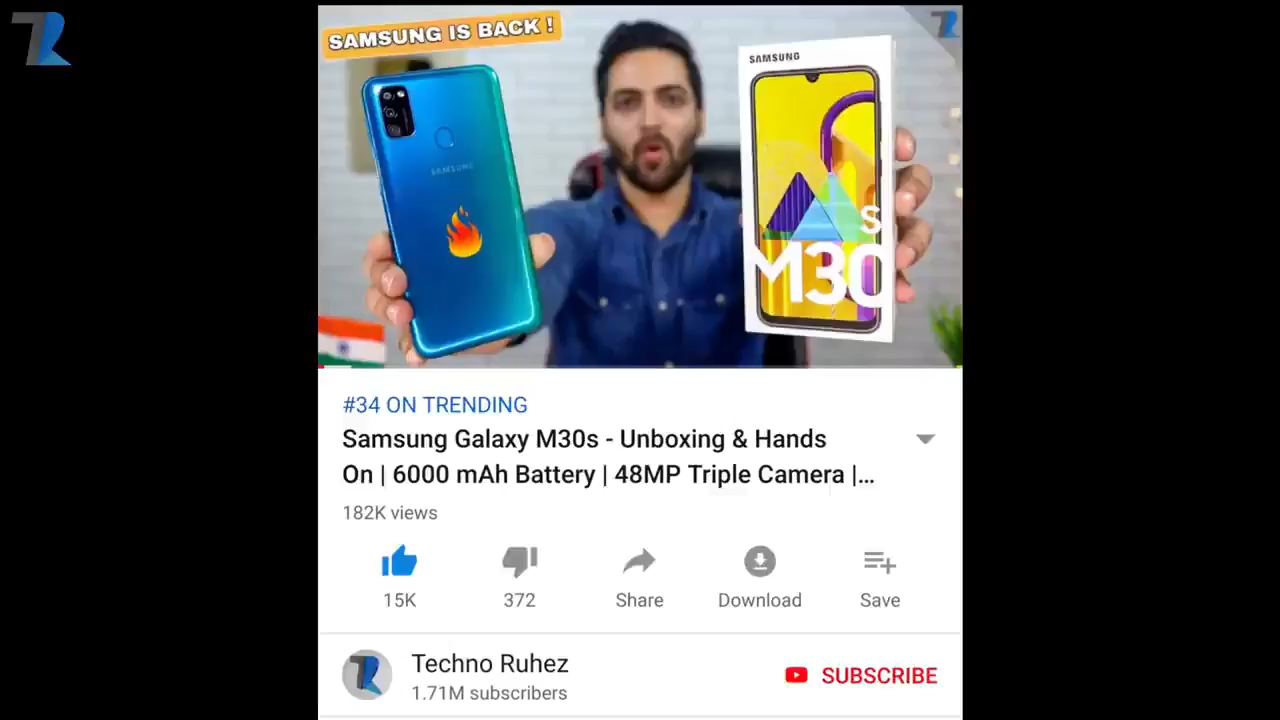 SAMSUNG IS BACK !
SAMSUNG
SAMSUNG
S
M30
#34 ON TRENDING
Samsung Galaxy M30s - Unboxing & Hands
On | 6000 mAh Battery | 48MP Triple Camera |...
182K views
15K
372
Share
Download
Save
Techno Ruhez
1.71M subscribers
SUBSCRIBE